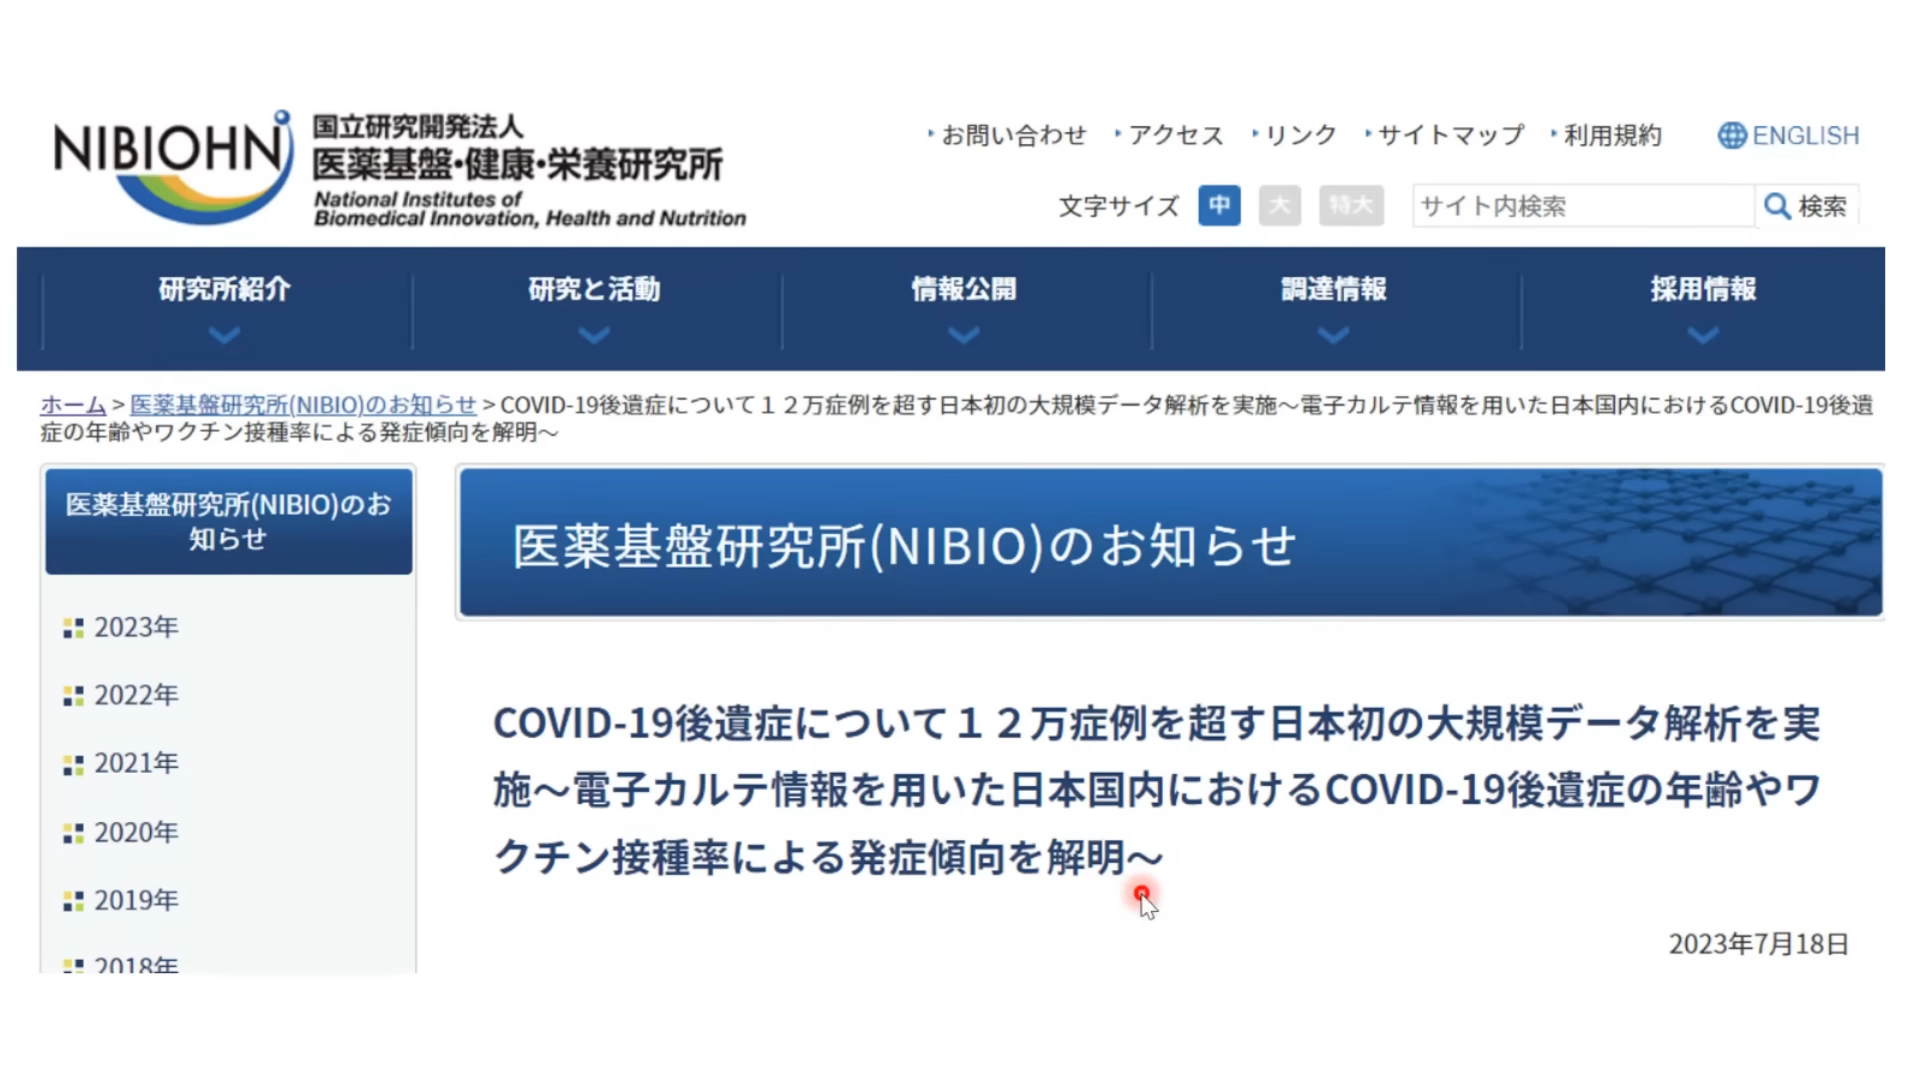 NIBIOHN
国立研究開発法人
医薬基盤・健康・栄養研究所
National Institutes of
Biomedical Innovation, Health and Nutrition
お問い合わせ アクセス リンク サイトマップ 利用規約 ENGLISH
文字サイズ 中 大 特大 サイト内検索 検索
研究所紹介 研究と活動 情報公開 調達情報 採用情報
ホーム > 医薬基盤研究所(NIBIO)のお知らせ > COVID-19後遺症について１２万症例を超す日本初の大規模データ解析を実施～電子カルテ情報を用いた日本国内におけるCOVID-19後遺
症の年齢やワクチン接種率による発症傾向を解明～
医薬基盤研究所(NIBIO)のお
知らせ
2023年
2022年
2021年
2020年
2019年
2018年
医薬基盤研究所(NIBIO)のお知らせ
COVID-19後遺症について１２万症例を超す日本初の大規模データ解析を実
施～電子カルテ情報を用いた日本国内におけるCOVID-19後遺症の年齢やワ
クチン接種率による発症傾向を解明～
2023年7月18日